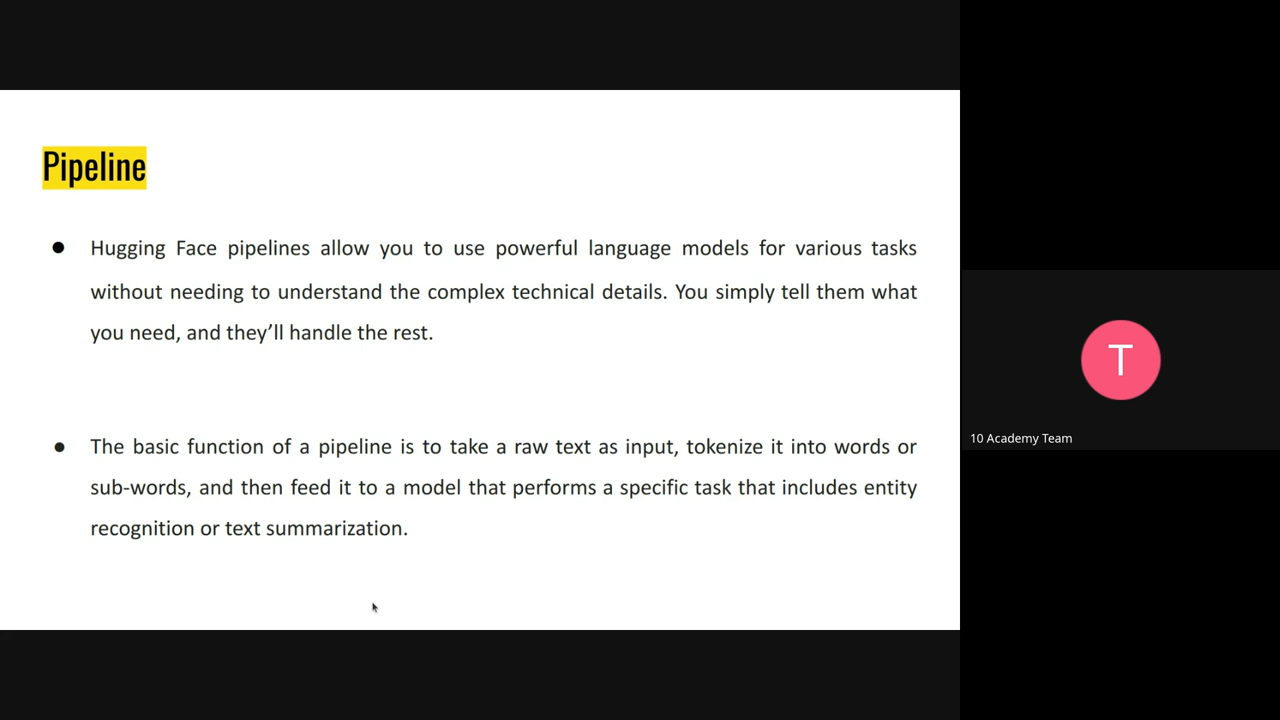 Pipeline
● Hugging Face pipelines allow you to use powerful language models for various tasks
without needing to understand the complex technical details. You simply tell them what
you need, and they’ll handle the rest.
● The basic function of a pipeline is to take a raw text as input, tokenize it into words or
sub-words, and then feed it to a model that performs a specific task that includes entity
recognition or text summarization.
T
10 Academy Team